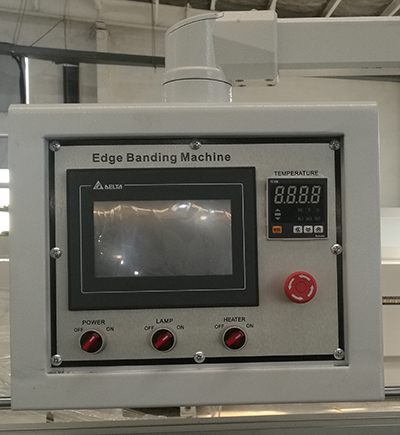 Edge Banding Machine
TEMPERATURE
DELTA
8.8.8.8
POWER
OFF ON
LAMP
OFF ON
HEATER
OFF ON